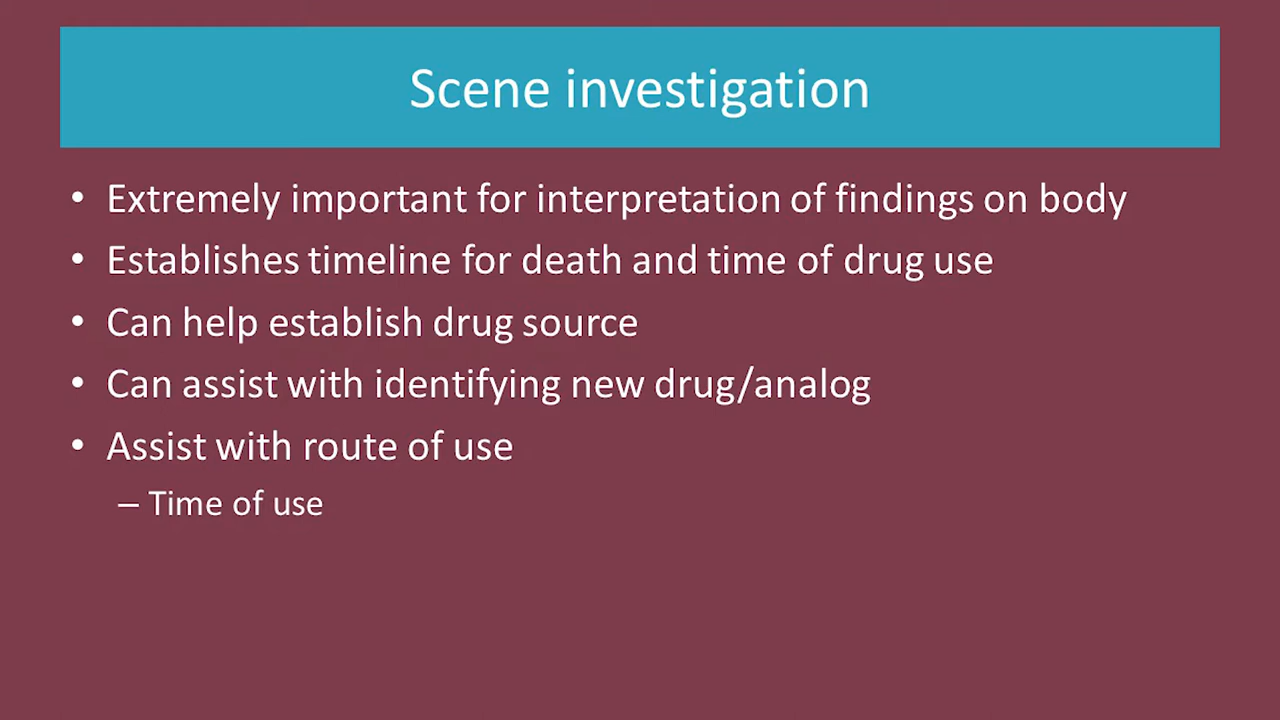 Scene investigation
• Extremely important for interpretation of findings on body
• Establishes timeline for death and time of drug use
• Can help establish drug source
• Can assist with identifying new drug/analog
• Assist with route of use
– Time of use